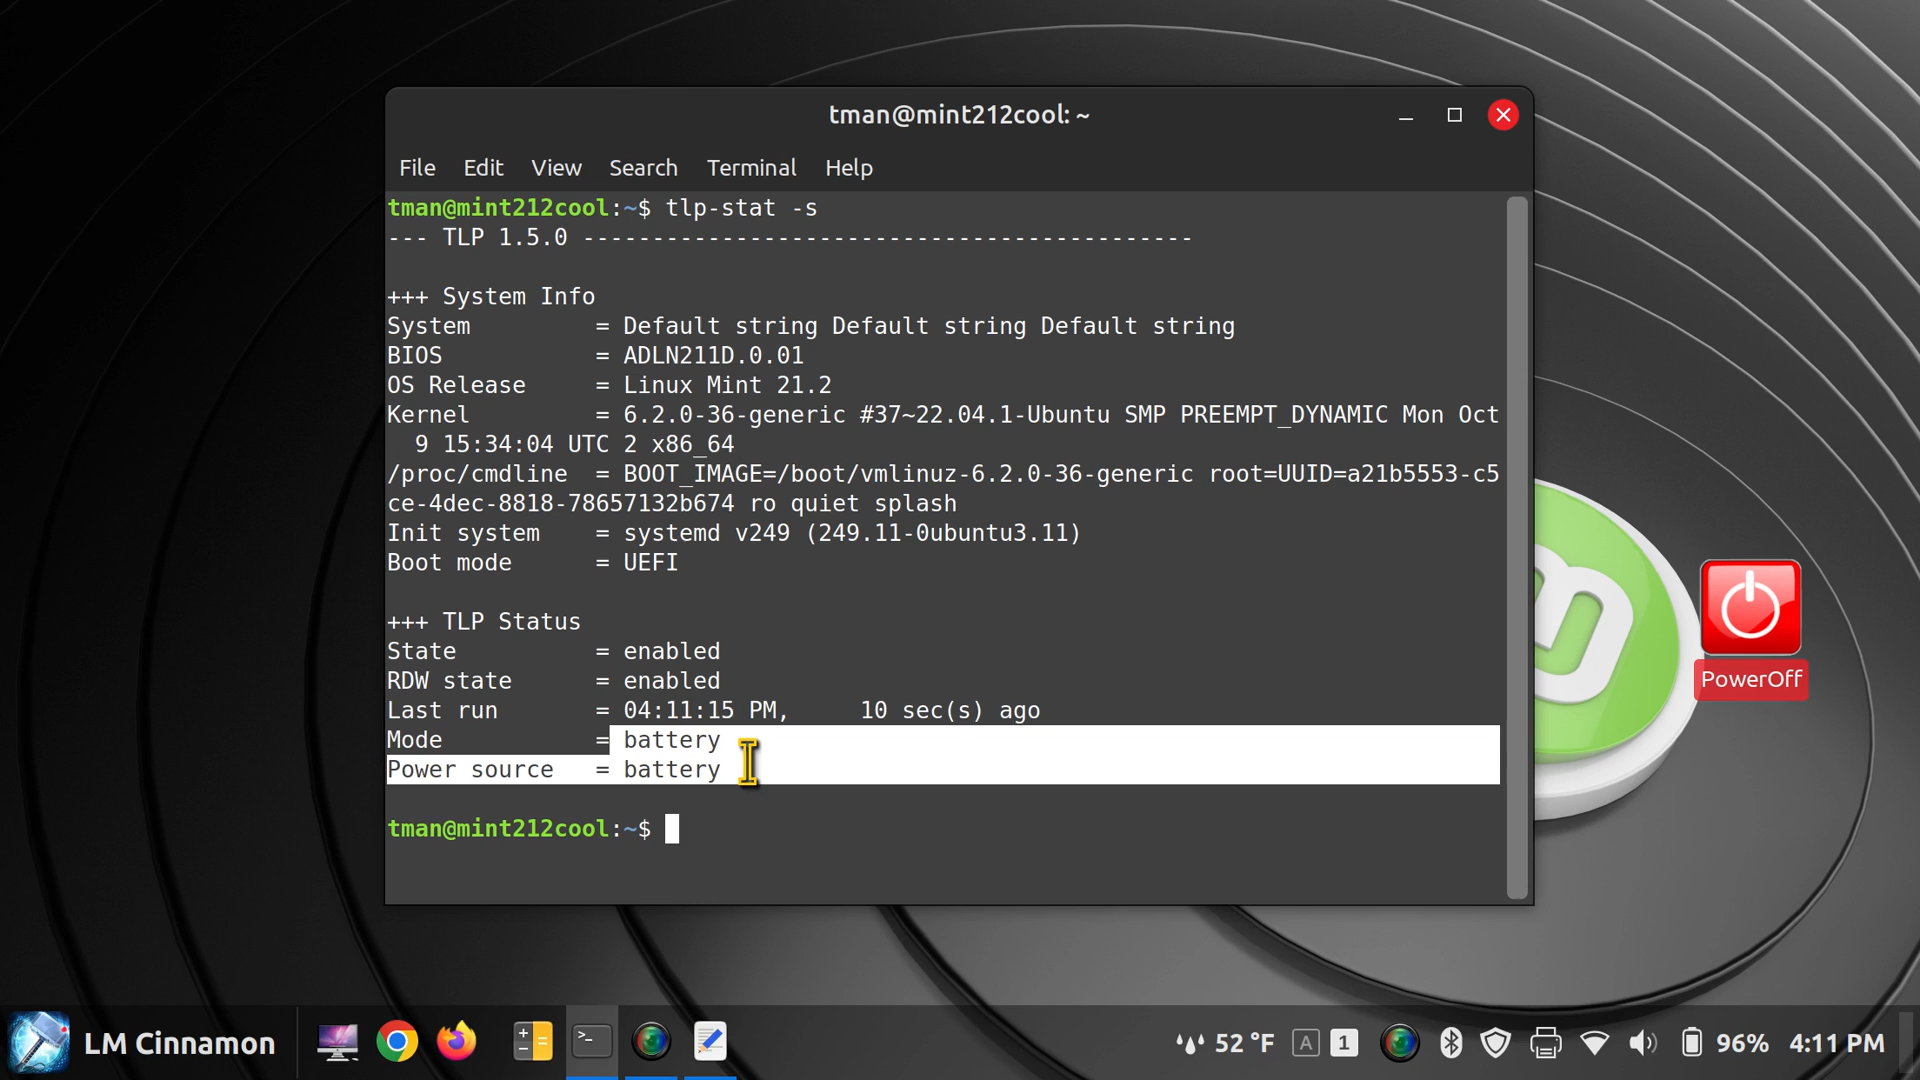 tman@mint212cool: ~
File Edit View Search Terminal Help
tman@mint212cool:~$ tlp-stat -s
--- TLP 1.5.0 --------------------------------------------
+++ System Info
System         = Default string Default string Default string
BIOS           = ADLN211D.0.01
OS Release     = Linux Mint 21.2
Kernel         = 6.2.0-36-generic #37~22.04.1-Ubuntu SMP PREEMPT_DYNAMIC Mon Oct
  9 15:34:04 UTC 2 x86_64
/proc/cmdline  = BOOT_IMAGE=/boot/vmlinuz-6.2.0-36-generic root=UUID=a21b5553-c5
ce-4dec-8818-78657132b674 ro quiet splash
Init system    = systemd v249 (249.11-0ubuntu3.11)
Boot mode      = UEFI
+++ TLP Status
State          = enabled
RDW state      = enabled
Last run       = 04:11:15 PM,     10 sec(s) ago
Mode           = battery
Power source   = battery
tman@mint212cool:~$
PowerOff
LM Cinnamon
52 °F A 1 96% 4:11 PM